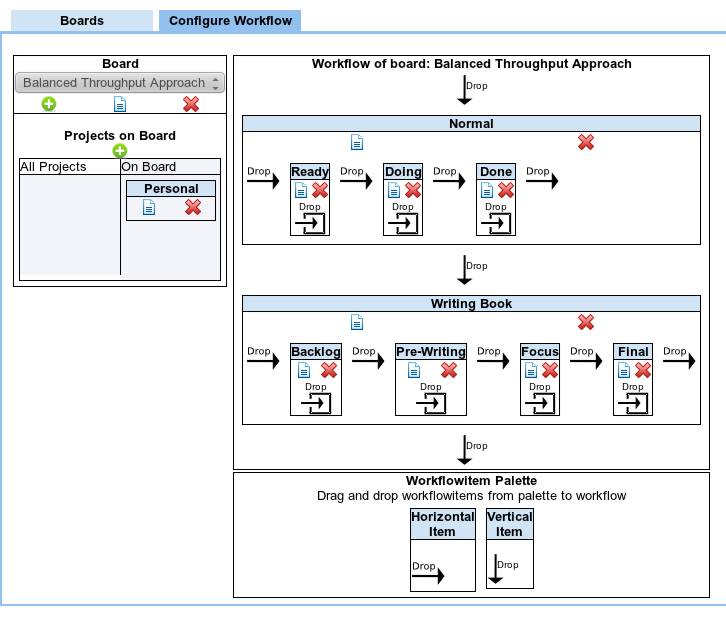 Boards
Configure Workflow
Board
Balanced Throughput Approach
Projects on Board
All Projects
On Board
Personal
Workflow of board: Balanced Throughput Approach
Drop
Normal
Drop
Ready
Drop
Drop
Doing
Drop
Drop
Done
Drop
Drop
Drop
Writing Book
Drop
Backlog
Drop
Drop
Pre-Writing
Drop
Drop
Focus
Drop
Drop
Final
Drop
Drop
Drop
Workflowitem Palette
Drag and drop workflowitems from palette to workflow
Horizontal
Item
Drop
Vertical
Item
Drop